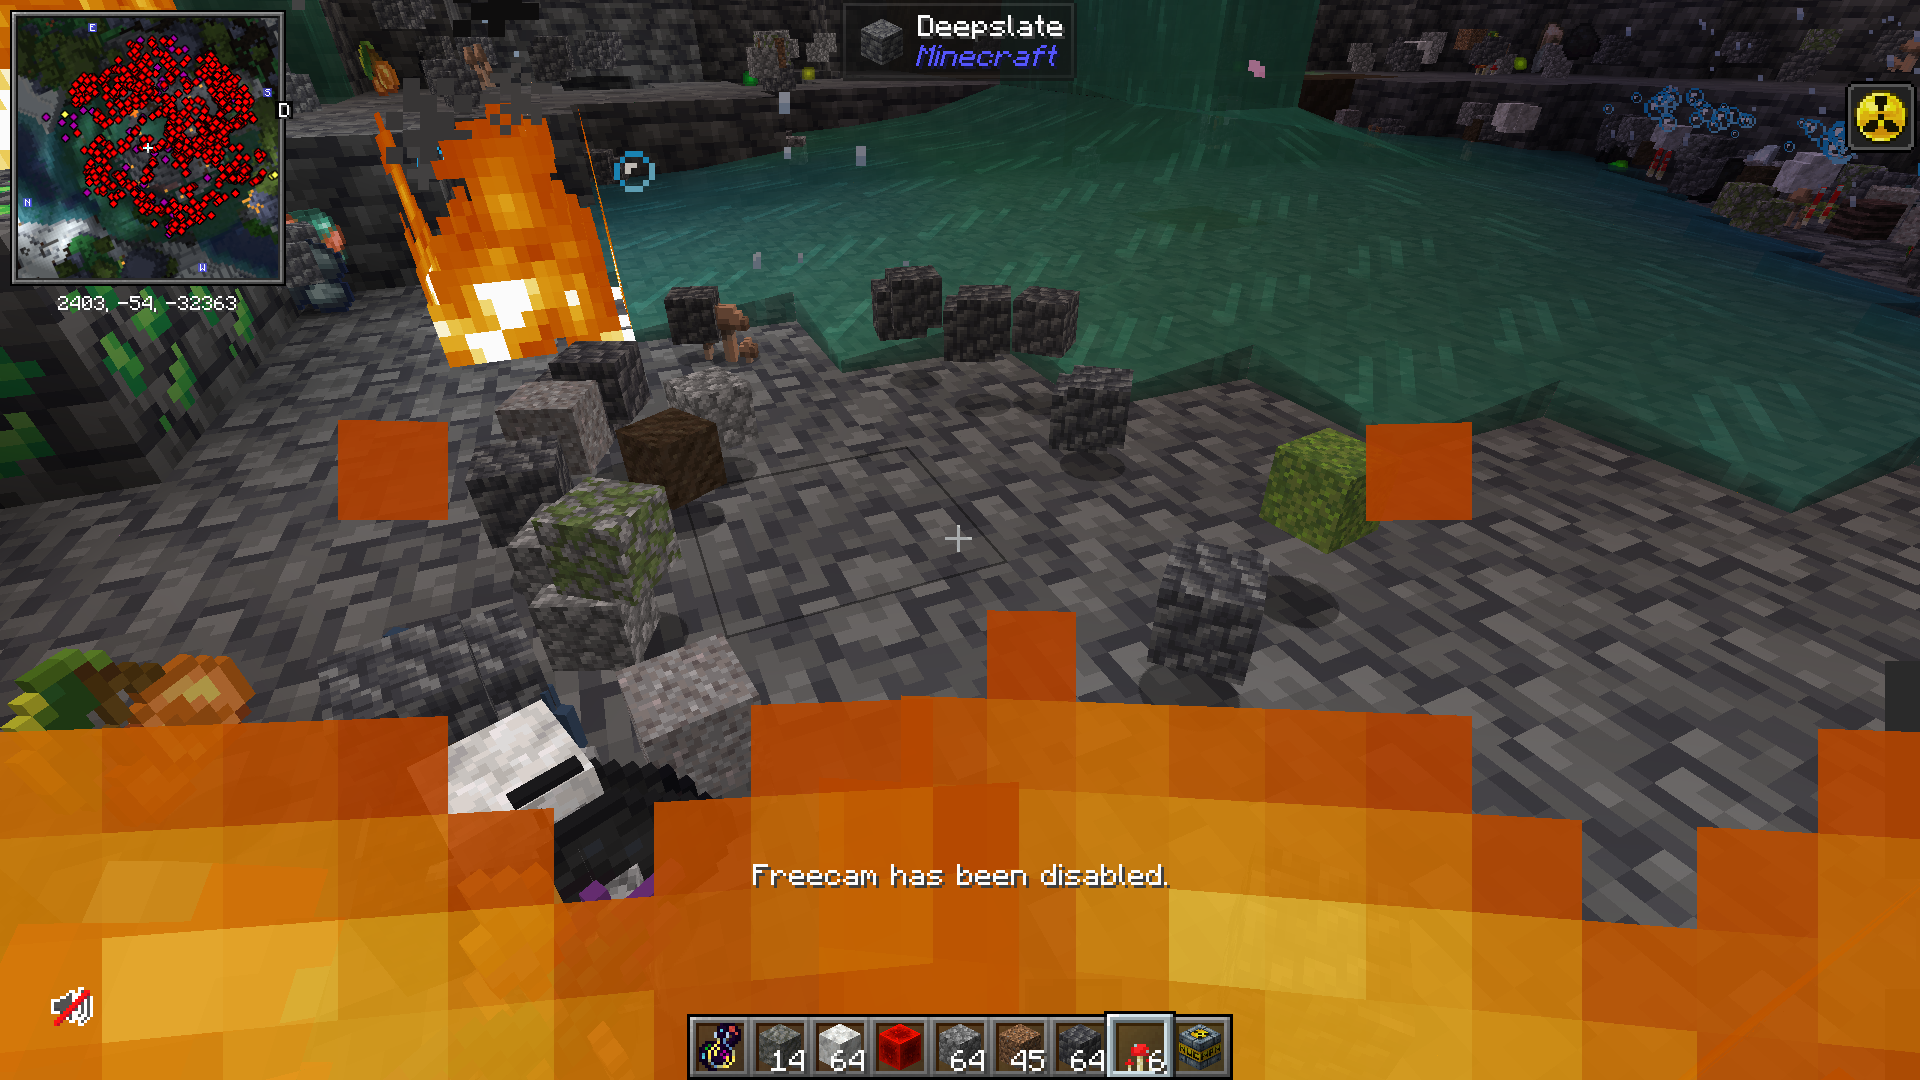 Deepslate
Minecraft
E
S
D
N
W
2403, -54, -32363
Freecam has been disabled.
14
64
64
45
64
6